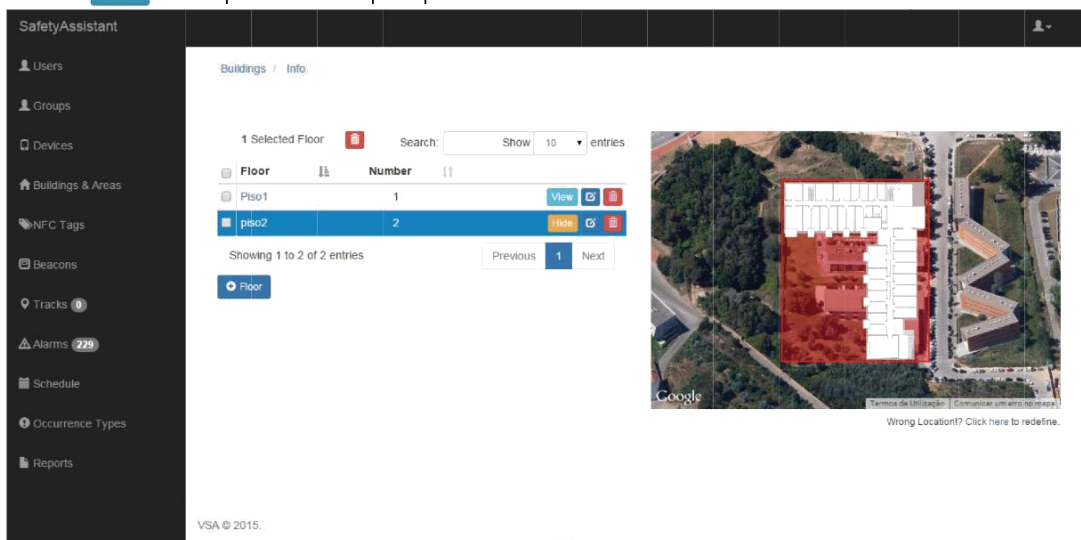 SafetyAssistant
Users
Groups
Devices
Buildings & Areas
NFC Tags
Beacons
Tracks 0
Alarms 229
Schedule
Occurrence Types
Reports
Buildings / Info
1 Selected Floor Search: Show 10 entries
Floor Number
Piso1 1 View
piso2 2 Hide
Showing 1 to 2 of 2 entries Previous 1 Next
Floor
Google
Termos de Utilização Comunicar um erro no mapa
Wrong Location!? Click here to redefine.
VSA © 2015.